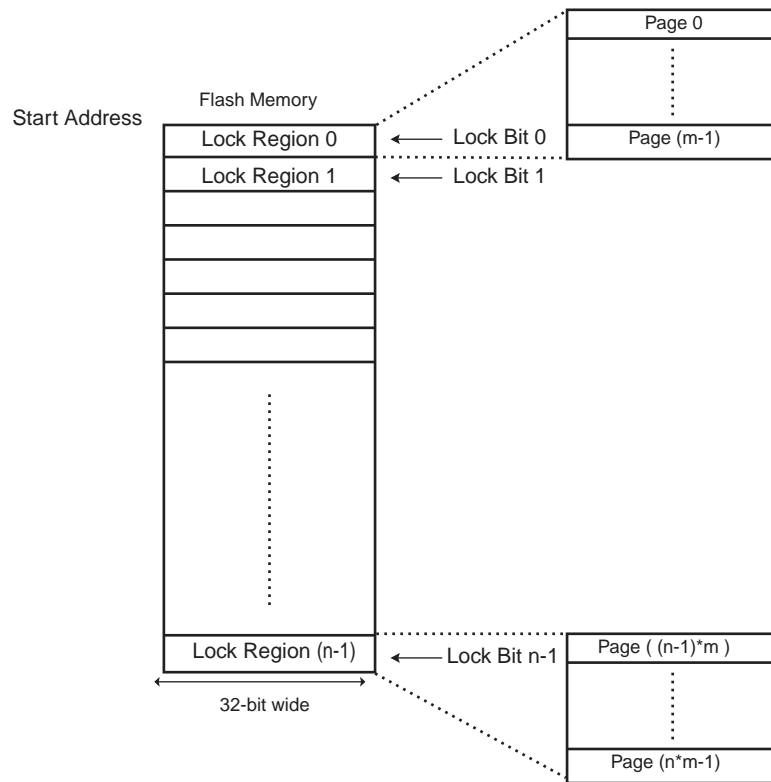 Page 0
Flash Memory
Start Address
Lock Region 0
Lock Bit 0
Page (m-1)
Lock Region 1
Lock Bit 1
Lock Region (n-1)
Lock Bit n-1
Page ( (n-1)*m )
32-bit wide
Page (n*m-1)